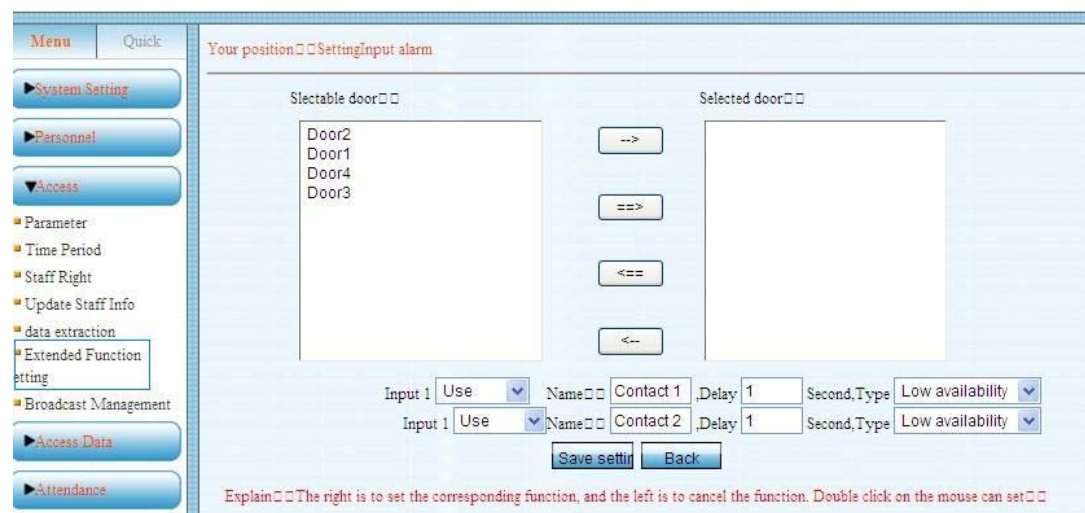 Menu
Quick
Your position□□SettingInput alarm
▶System Setting
▶Personnel
▼Access
Parameter
Time Period
Staff Right
Update Staff Info
data extraction
Extended Function
etting
Broadcast Management
▶Access Data
▶Attendance
Slectable door□□
Selected door□□
Door2
Door1
Door4
Door3
-->
==>
<==
<--
Input 1 Use Name□□ Contact 1 ,Delay 1 Second,Type Low availability
Input 1 Use Name□□ Contact 2 ,Delay 1 Second,Type Low availability
Save settin Back
Explain□□The right is to set the corresponding function, and the left is to cancel the function. Double click on the mouse can set□□